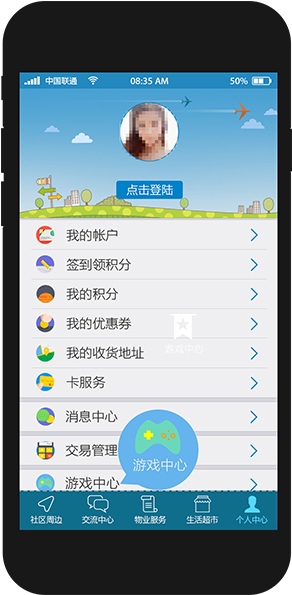 中国联通 08:35 AM 50%
点击登陆
我的帐户
签到领积分
我的积分
我的优惠券
游戏中心
我的收货地址
卡服务
消息中心
交易管理
游戏中心
游戏中心
社区周边 交流中心 物业服务 生活超市 个人中心